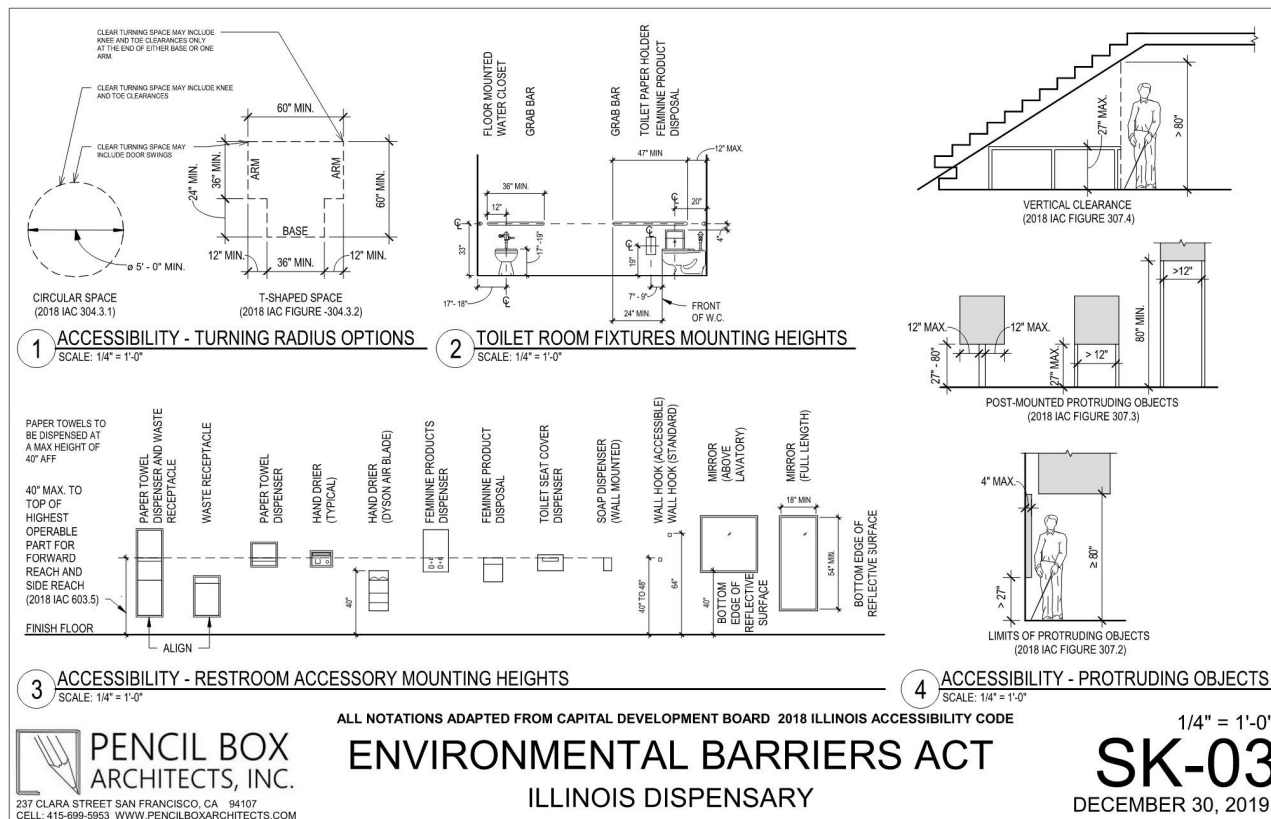 CLEAR TURNING SPACE MAY INCLUDE
KNEE AND TOE CLEARANCES ONLY
AT THE END OF EITHER BASE OR ONE
ARM.
CLEAR TURNING SPACE MAY INCLUDE KNEE
AND TOE CLEARANCES
CLEAR TURNING SPACE MAY
INCLUDE DOOR SWINGS
60" MIN.
36" MIN.
24" MIN.
ARM
ARM
60" MIN.
BASE
12" MIN.
36" MIN.
12" MIN.
ø 5' - 0" MIN.
CIRCULAR SPACE
(2018 IAC 304.3.1)
T-SHAPED SPACE
(2018 IAC FIGURE -304.3.2)
1
ACCESSIBILITY - TURNING RADIUS OPTIONS
SCALE: 1/4" = 1'-0"
FLOOR MOUNTED
WATER CLOSET
GRAB BAR
GRAB BAR
TOILET PAPER HOLDER
FEMININE PRODUCT
DISPOSAL
47" MIN
12" MAX.
36" MIN.
12"
20"
4"
33"
17" -19"
19"
17"- 18"
7" - 9"
24" MIN.
FRONT
OF W.C.
2
TOILET ROOM FIXTURES MOUNTING HEIGHTS
SCALE: 1/4" = 1'-0"
27" MAX.
> 80"
VERTICAL CLEARANCE
(2018 IAC FIGURE 307.4)
>12"
80" MIN.
12" MAX.
12" MAX.
27" - 80"
27" MAX.
> 12"
POST-MOUNTED PROTRUDING OBJECTS
(2018 IAC FIGURE 307.3)
4" MAX.
≥ 80"
> 27"
LIMITS OF PROTRUDING OBJECTS
(2018 IAC FIGURE 307.2)
4
ACCESSIBILITY - PROTRUDING OBJECTS
SCALE: 1/4" = 1'-0"
PAPER TOWELS TO
BE DISPENSED AT
A MAX HEIGHT OF
40" AFF
40" MAX. TO
TOP OF
HIGHEST
OPERABLE
PART FOR
FORWARD
REACH AND
SIDE REACH
(2018 IAC 603.5)
FINISH FLOOR
PAPER TOWEL
DISPENSER AND WASTE
RECEPTACLE
WASTE RECEPTACLE
PAPER TOWEL
DISPENSER
HAND DRIER
(TYPICAL)
HAND DRIER
(DYSON AIR BLADE)
FEMININE PRODUCTS
DISPENSER
FEMININE PRODUCT
DISPOSAL
TOILET SEAT COVER
DISPENSER
SOAP DISPENSER
(WALL MOUNTED)
WALL HOOK (ACCESSIBLE)
WALL HOOK (STANDARD)
MIRROR
(ABOVE
LAVATORY)
MIRROR
(FULL LENGTH)
18" MIN
54" MIN.
BOTTOM EDGE OF
REFLECTIVE SURFACE
40"
40" TO 48"
64"
40"
BOTTOM
EDGE OF
REFLECTIVE
SURFACE
ALIGN
3
ACCESSIBILITY - RESTROOM ACCESSORY MOUNTING HEIGHTS
SCALE: 1/4" = 1'-0"
ALL NOTATIONS ADAPTED FROM CAPITAL DEVELOPMENT BOARD 2018 ILLINOIS ACCESSIBILITY CODE
PENCIL BOX
ARCHITECTS, INC.
237 CLARA STREET SAN FRANCISCO, CA 94107
CELL: 415-699-5953 WWW.PENCILBOXARCHITECTS.COM
ENVIRONMENTAL BARRIERS ACT
ILLINOIS DISPENSARY
1/4" = 1'-0"
SK-03
DECEMBER 30, 2019